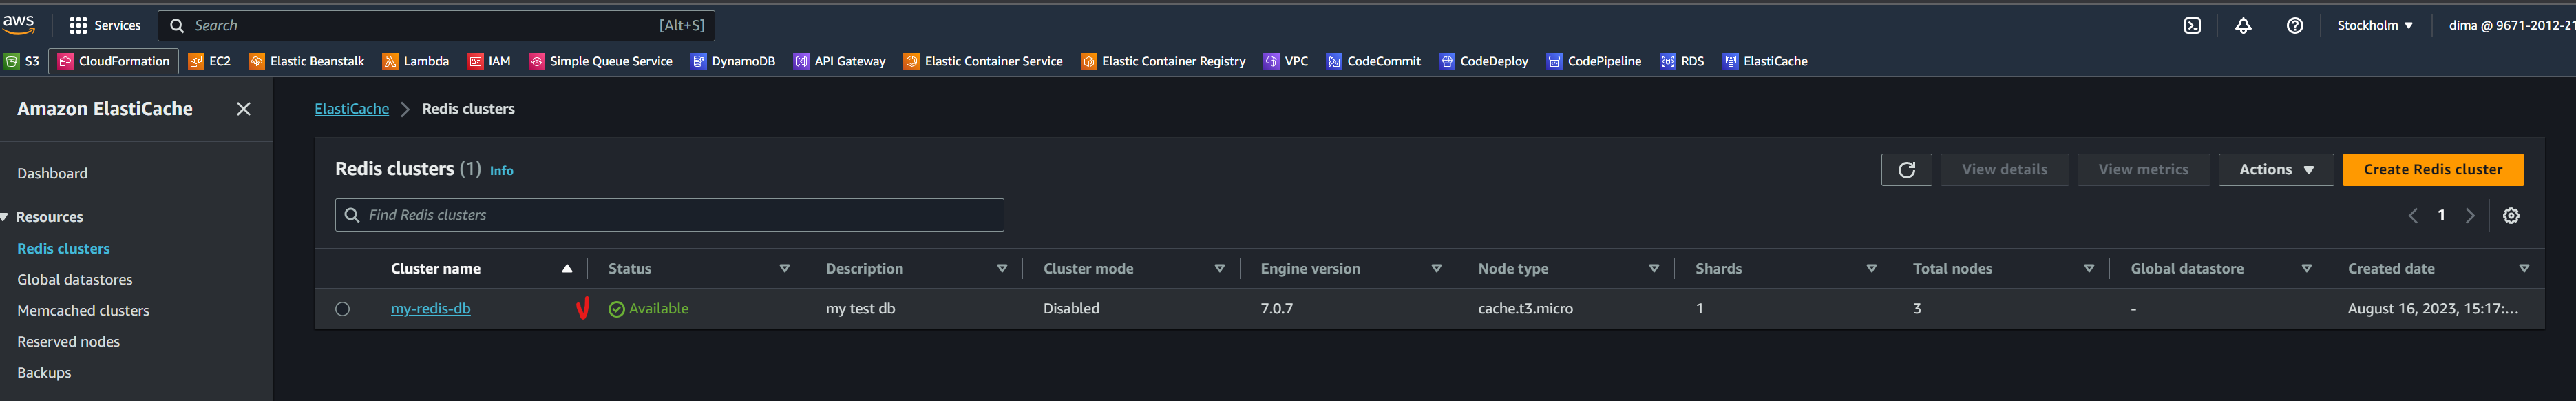 aws Services Search [Alt+S] Stockholm ▼ dima @ 9671-2012-21
S3 CloudFormation EC2 Elastic Beanstalk Lambda IAM Simple Queue Service DynamoDB API Gateway Elastic Container Service Elastic Container Registry VPC CodeCommit CodeDeploy CodePipeline RDS ElastiCache
Amazon ElastiCache
Dashboard
Resources
Redis clusters
Global datastores
Memcached clusters
Reserved nodes
Backups
ElastiCache > Redis clusters
Redis clusters (1) Info View details View metrics Actions ▼ Create Redis cluster
Find Redis clusters 1
Cluster name Status Description Cluster mode Engine version Node type Shards Total nodes Global datastore Created date
my-redis-db Available my test db Disabled 7.0.7 cache.t3.micro 1 3 - August 16, 2023, 15:17:...